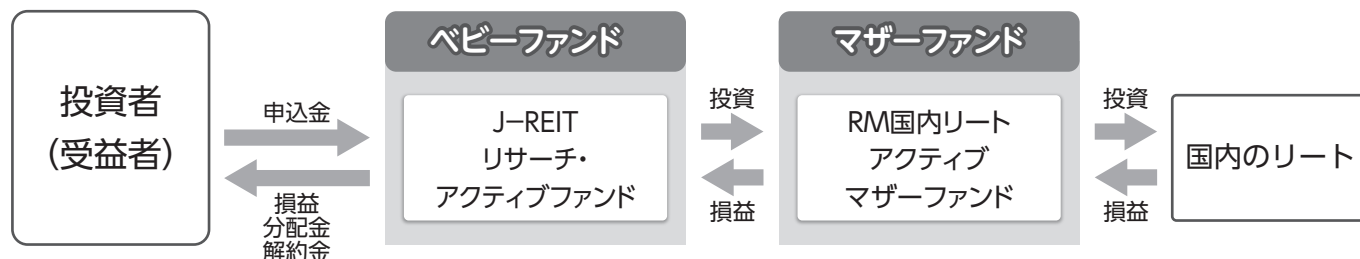 投資者
(受益者)
申込金
損益
分配金
解約金
ベビーファンド
J−REIT
リサーチ・
アクティブファンド
投資
損益
マザーファンド
RM国内リート
アクティブ
マザーファンド
投資
損益
国内のリート